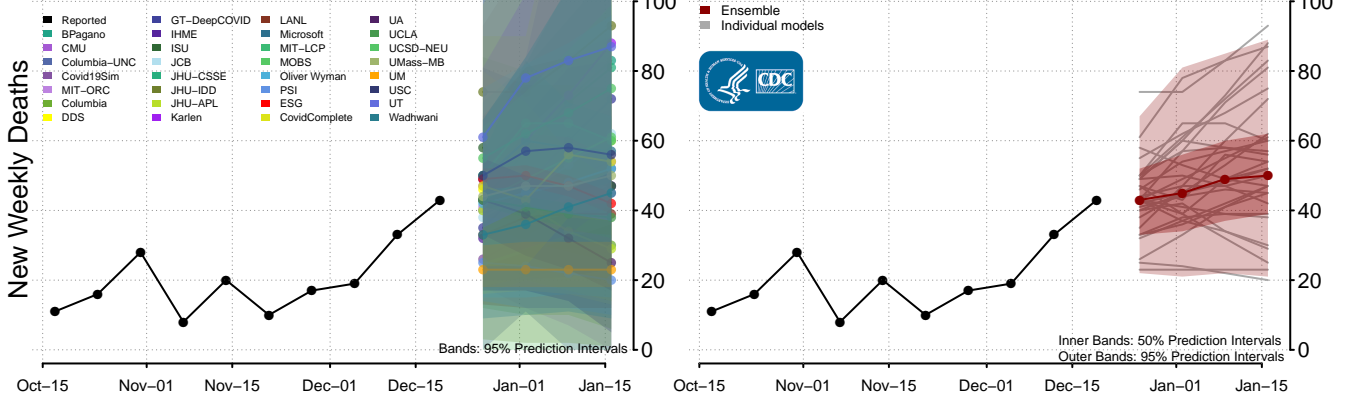 New Weekly Deaths
Reported
BPagano
CMU
Columbia−UNC
Covid19Sim
MIT−ORC
Columbia
DDS
GT−DeepCOVID
IHME
ISU
JCB
JHU−CSSE
JHU−IDD
JHU−APL
Karlen
LANL
Microsoft
MIT−LCP
MOBS
Oliver Wyman
PSI
ESG
CovidComplete
UA
UCLA
UCSD−NEU
UMass−MB
UM
USC
UT
Wadhwani
100
80
60
40
20
0
Bands: 95% Prediction Intervals
Oct−15 Nov−01 Nov−15 Dec−01 Dec−15 Jan−01 Jan−15
Ensemble
Individual models
CDC
100
80
60
40
20
0
Inner Bands: 50% Prediction Intervals
Outer Bands: 95% Prediction Intervals
Oct−15 Nov−01 Nov−15 Dec−01 Dec−15 Jan−01 Jan−15